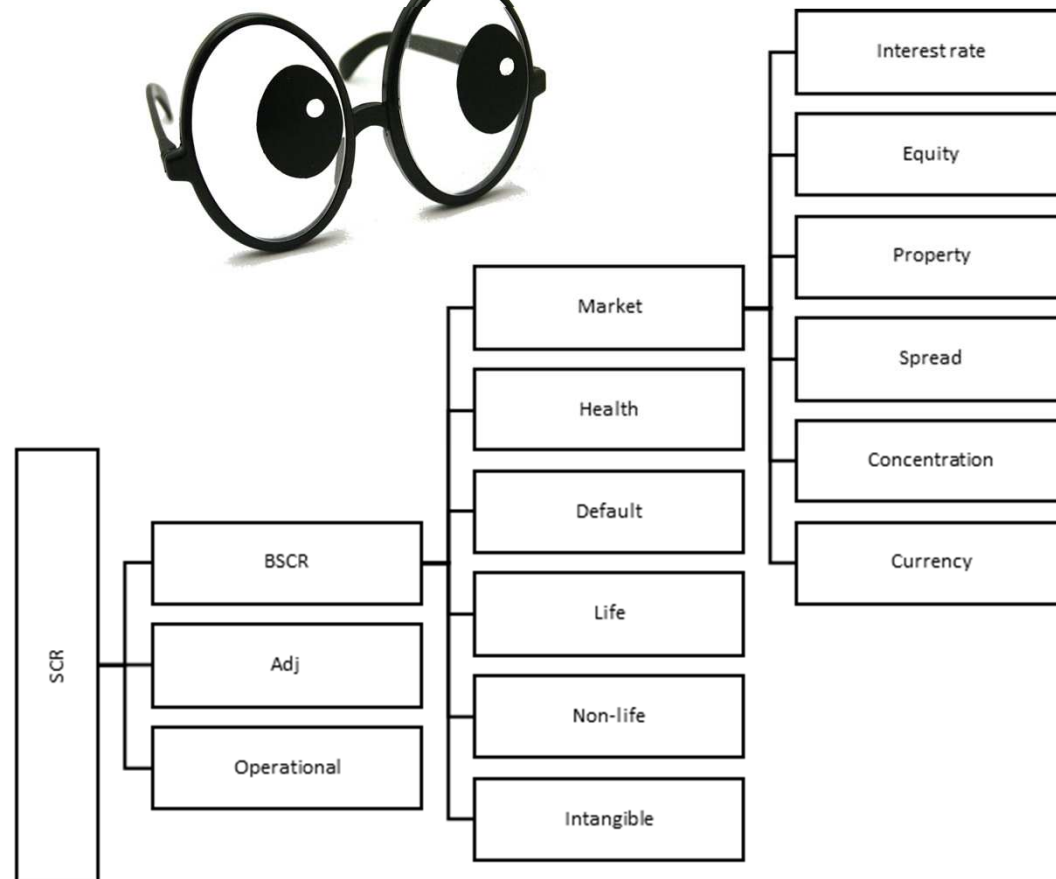 SCR
BSCR
Adj
Operational
Market
Health
Default
Life
Non-life
Intangible
Interest rate
Equity
Property
Spread
Concentration
Currency